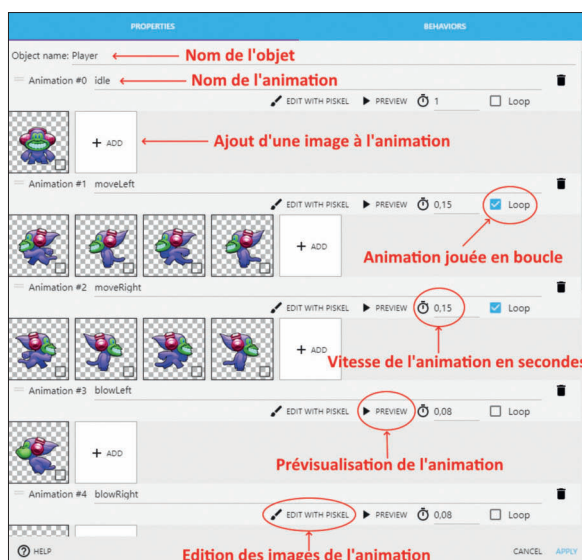 PROPERTIES BEHAVIORS
Object name: Player Nom de l'objet
Animation #0 idle Nom de l'animation
EDIT WITH PISKEL PREVIEW 1 Loop
+ ADD Ajout d'une image à l'animation
Animation #1 moveLeft
EDIT WITH PISKEL PREVIEW 0,15 Loop
+ ADD
Animation jouée en boucle
Animation #2 moveRight
EDIT WITH PISKEL PREVIEW 0,15 Loop
+ ADD
Vitesse de l'animation en secondes
Animation #3 blowLeft
EDIT WITH PISKEL PREVIEW 0,08 Loop
+ ADD
Prévisualisation de l'animation
Animation #4 blowRight
EDIT WITH PISKEL PREVIEW 0,08 Loop
? HELP Edition des images de l'animation CANCEL APPLY